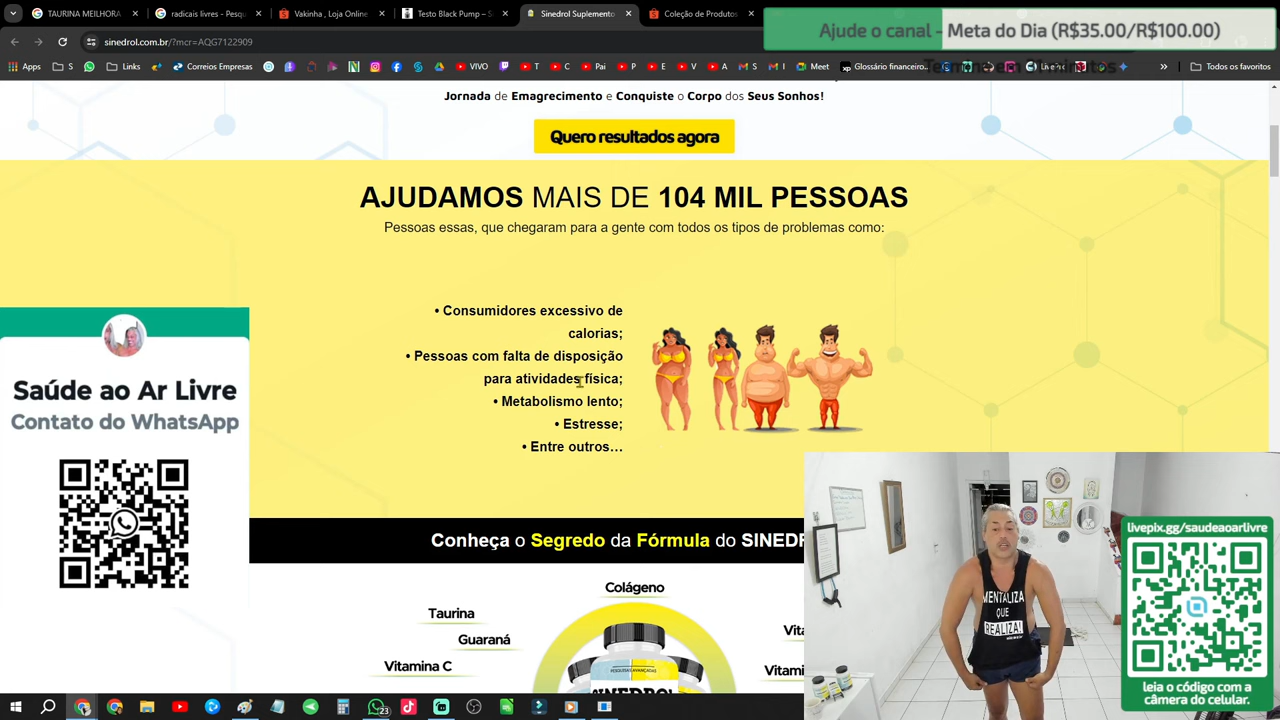 TAURINA MELHORA
radicais livres - Pesqu
Vakinha , Loja Online
Testo Black Pump – S
Sinedrol Suplemento
Coleção de Produtos
sinedrol.com.br/?mcr=AQG7122909
Ajude o canal - Meta do Dia (R$35.00/R$100.00)
Apps
S
Links
Correios Empresas
VIVO
T
C
Pai
P
E
V
A
M S
M I
Meet
Glossário financeiro...
Todos os favoritos
Jornada de Emagrecimento e Conquiste o Corpo dos Seus Sonhos!
Quero resultados agora
AJUDAMOS MAIS DE 104 MIL PESSOAS
Pessoas essas, que chegaram para a gente com todos os tipos de problemas como:
• Consumidores excessivo de
calorias;
• Pessoas com falta de disposição
para atividades física;
• Metabolismo lento;
• Estresse;
• Entre outros…
Saúde ao Ar Livre
Contato do WhatsApp
Conheça o Segredo da Fórmula do SINEDR
Colágeno
Taurina
Guaraná
Vitamina C
MENTALIZA
QUE
REALIZA!
livepix.gg/saudeaoarlivre
leia o código com a
câmera do celular.
23